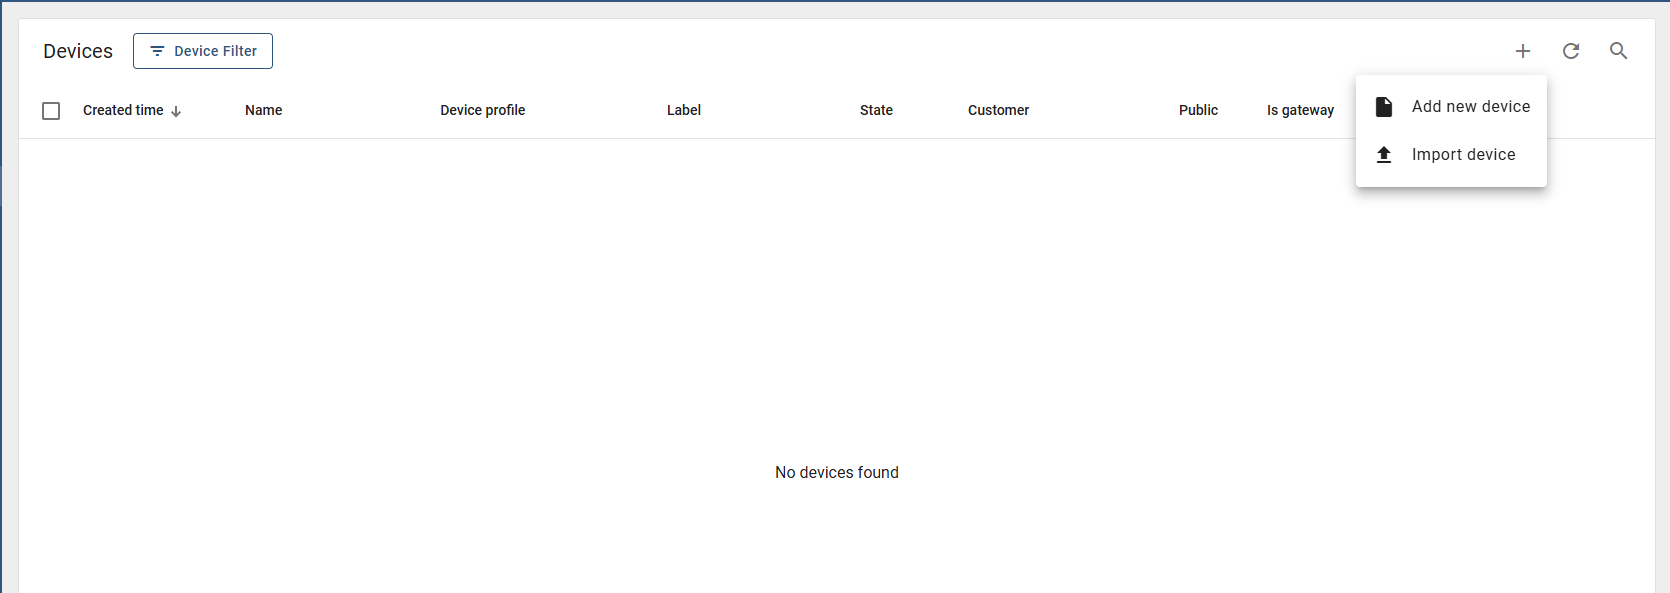 Devices
Device Filter
Created time
Name
Device profile
Label
State
Customer
Public
Is gateway
Add new device
Import device
No devices found